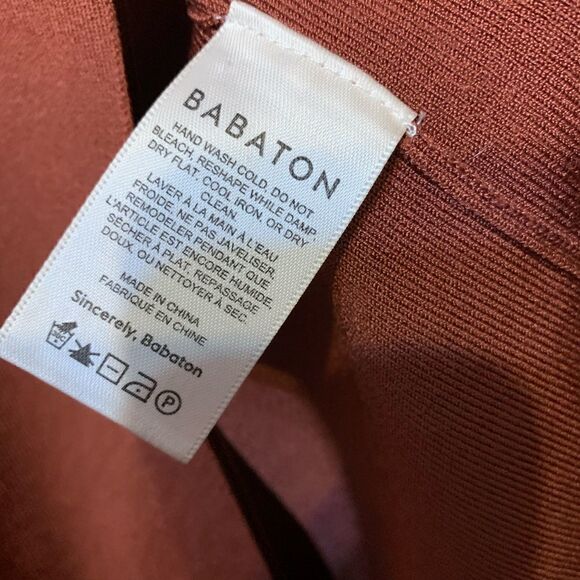 BABATON
HAND WASH COLD, DO NOT
BLEACH, RESHAPE WHILE DAMP,
DRY FLAT, COOL IRON, OR DRY
CLEAN.
LAVER À LA MAIN À L'EAU
FROIDE, NE PAS JAVELISER,
REMODELER PENDANT QUE
L'ARTICLE EST ENCORE HUMIDE,
SÉCHER À PLAT, REPASSAGE
DOUX, OU NETTOYER À SEC.
MADE IN CHINA
FABRIQUÉ EN CHINE
Sincerely, Babaton
P